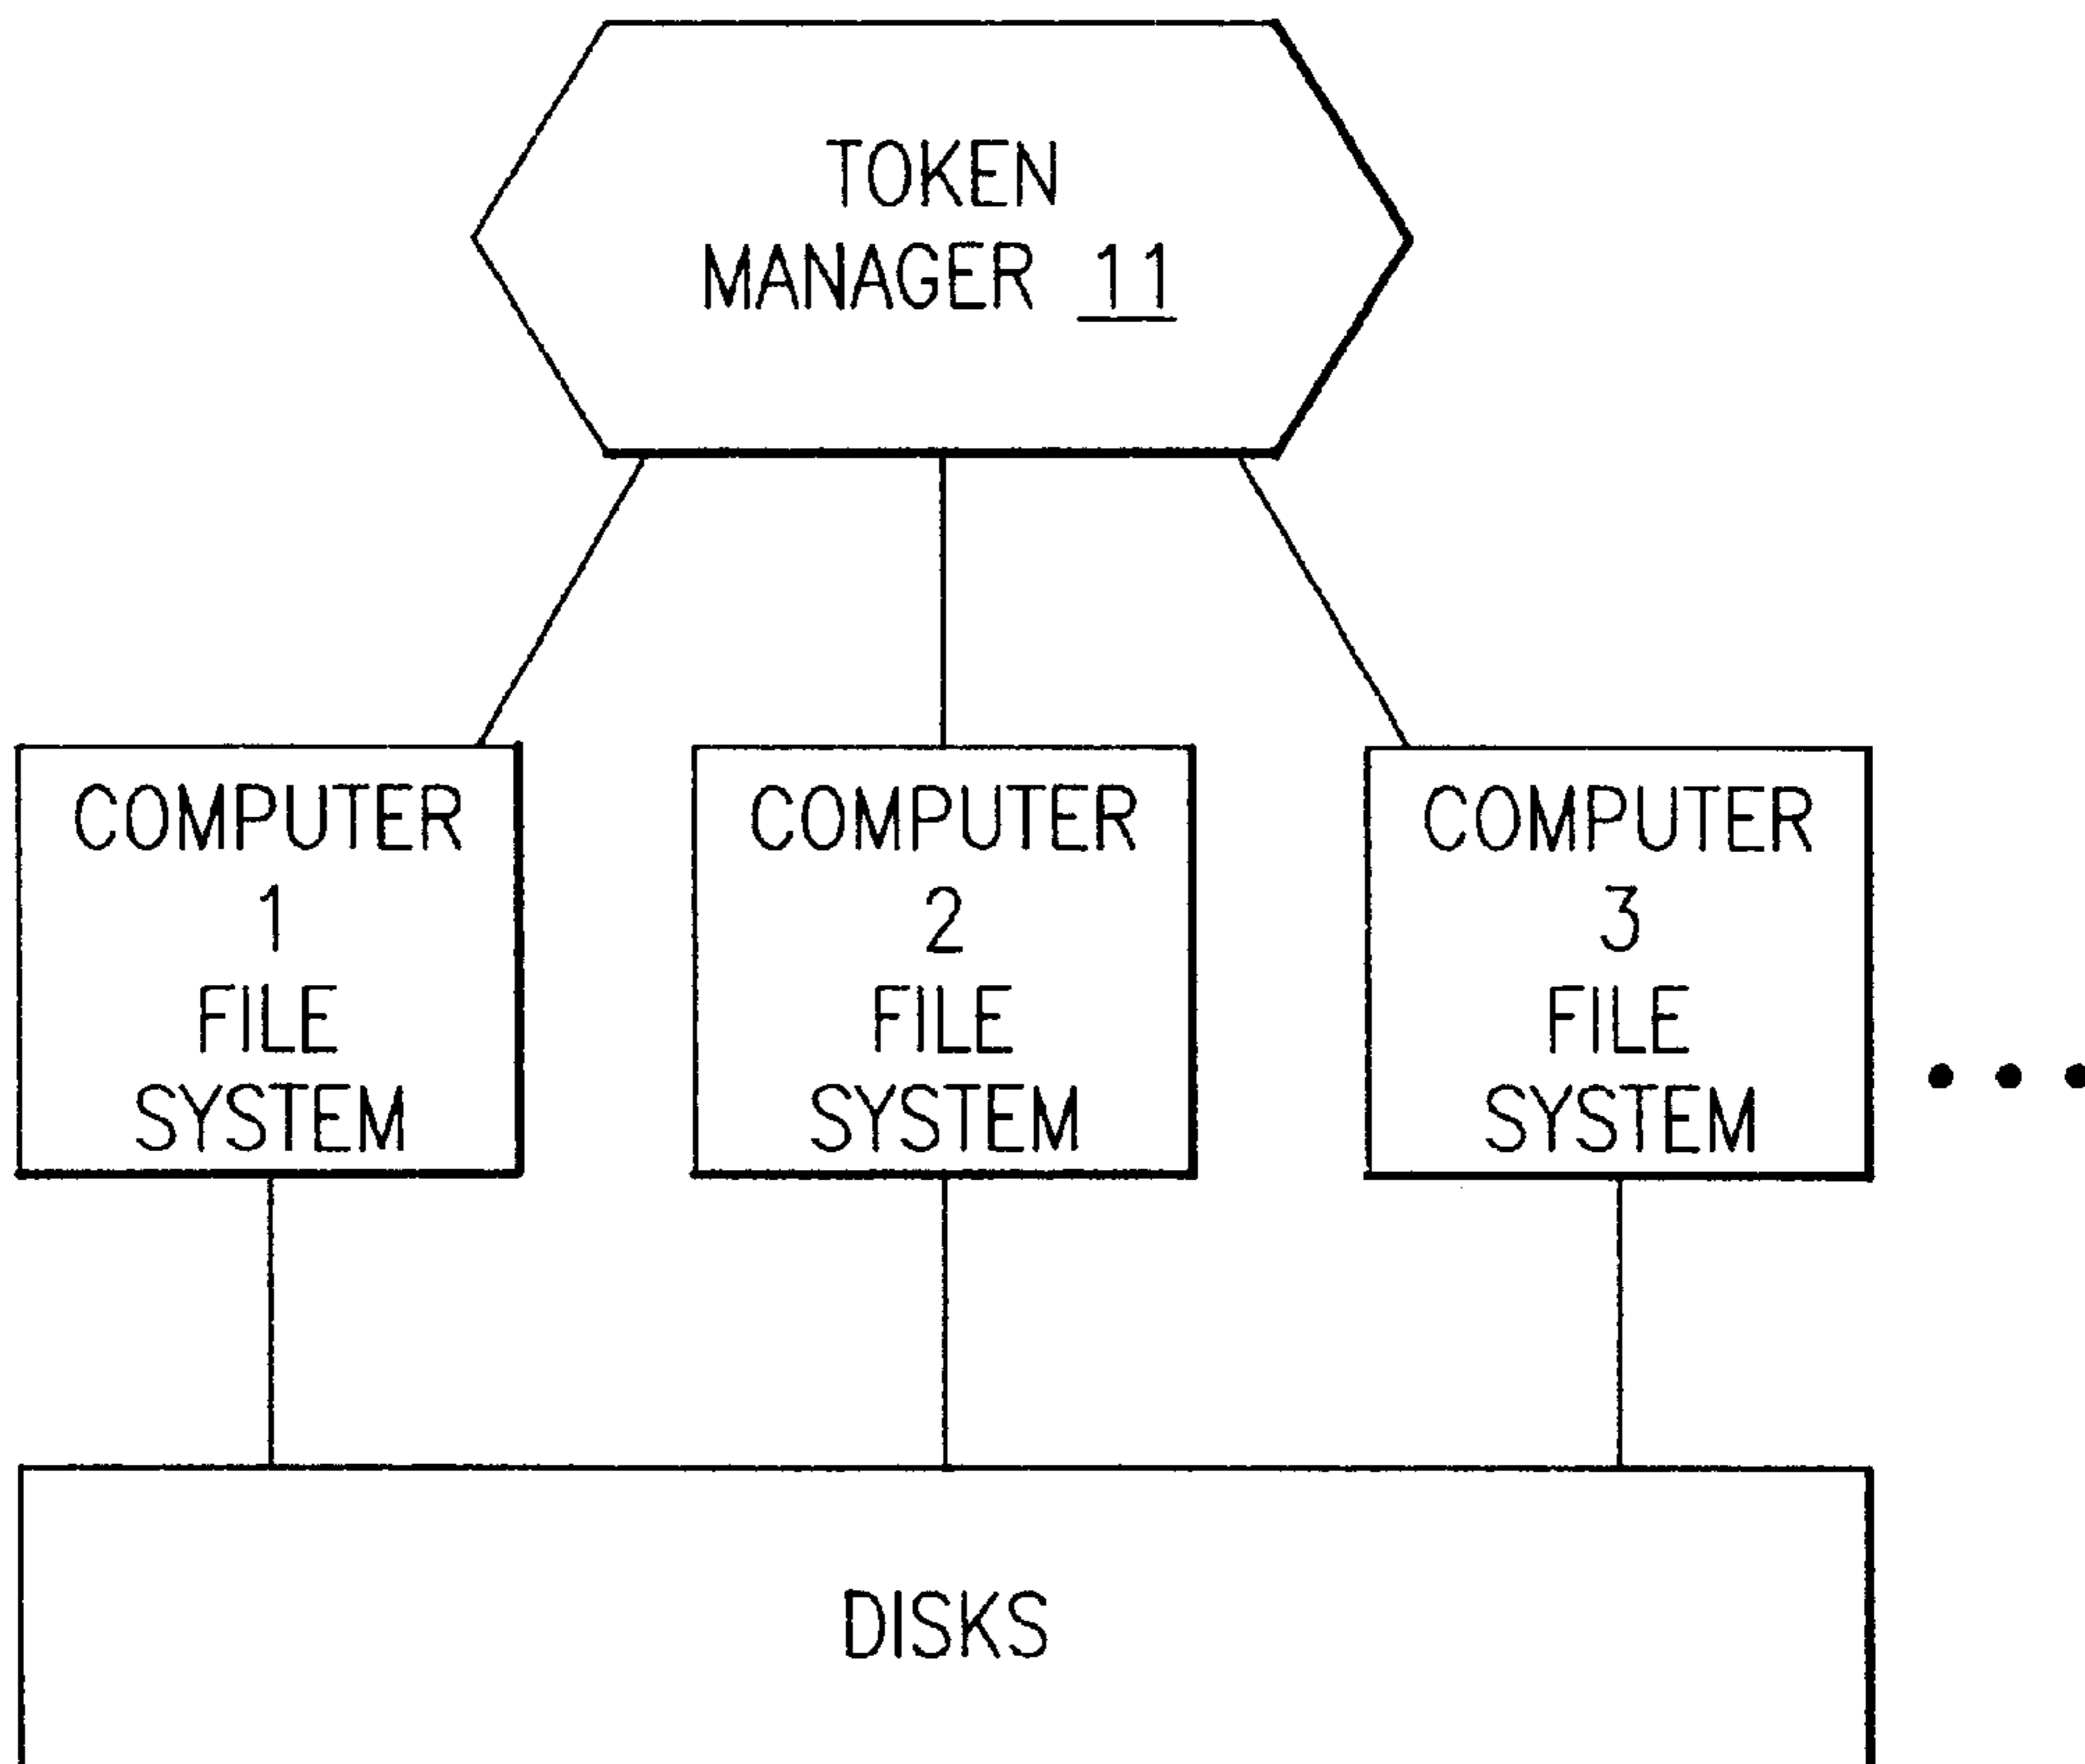 TOKEN
MANAGER 11
COMPUTER
1
FILE
SYSTEM
COMPUTER
2
FILE
SYSTEM
COMPUTER
3
FILE
SYSTEM
DISKS